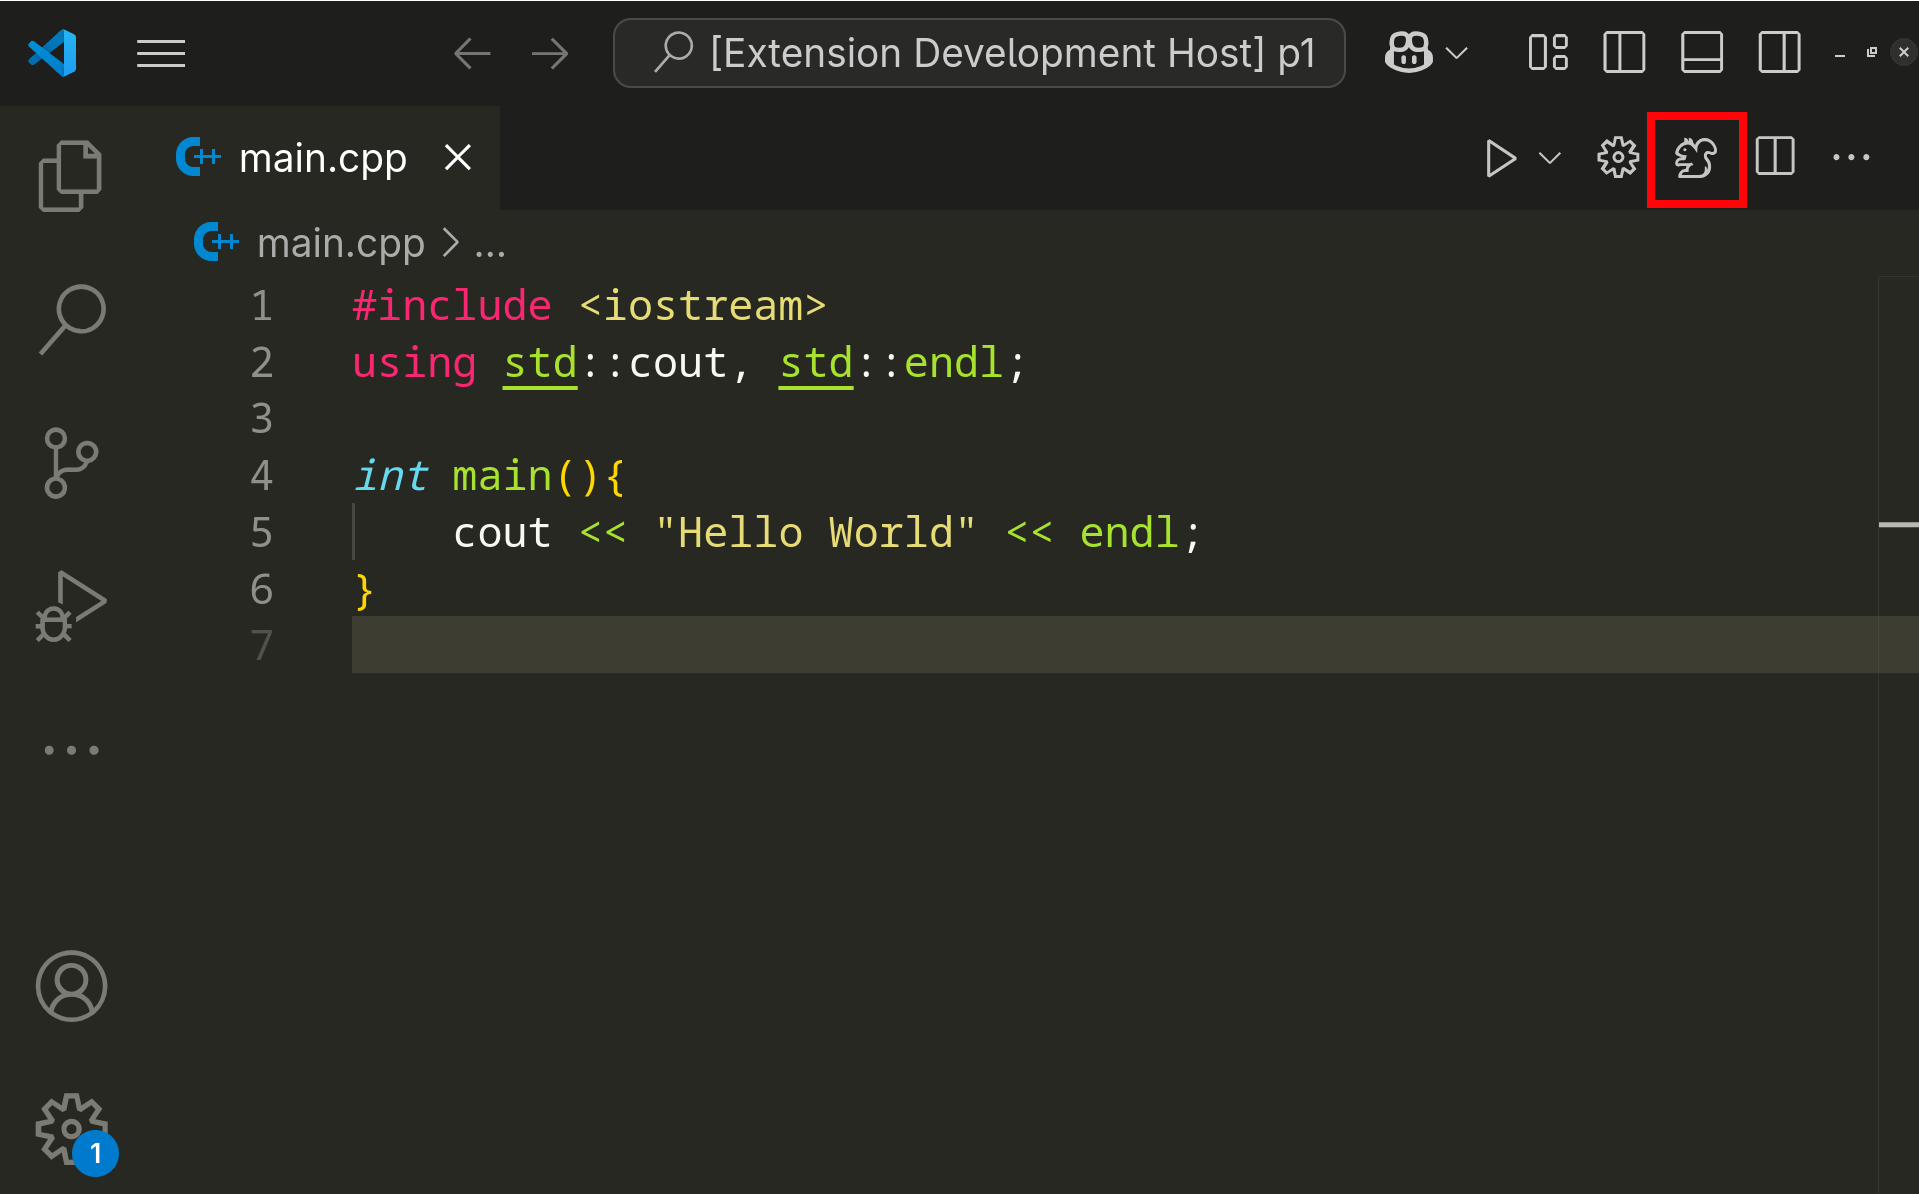 [Extension Development Host] p1
main.cpp
main.cpp > ...
1 #include <iostream>
2 using std::cout, std::endl;
3
4 int main(){
5     cout << "Hello World" << endl;
6 }
7
1